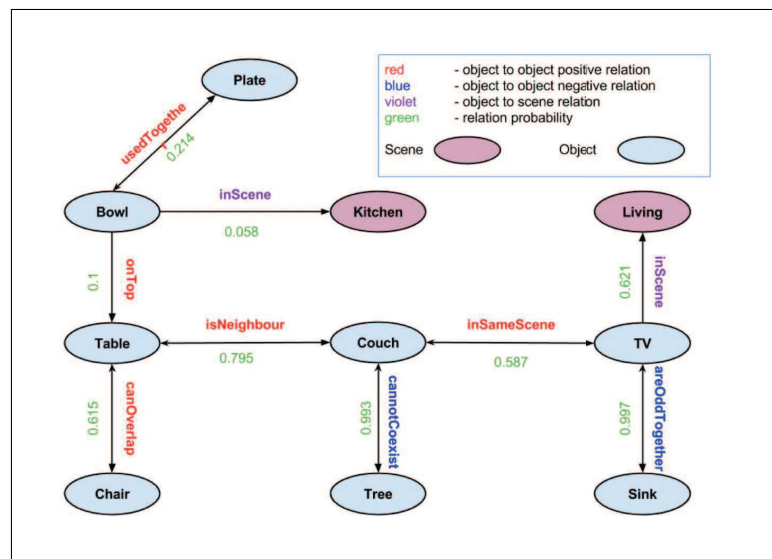 Plate
red - object to object positive relation
blue - object to object negative relation
violet - object to scene relation
green - relation probability
Scene Object
usedTogethe
0.214
Bowl
inScene
0.058
Kitchen
Living
onTop
0.1
inScene
0.621
Table
isNeighbour
0.795
Couch
inSameScene
0.587
TV
canOverlap
0.615
cannotCoexist
0.993
areOddTogether
0.997
Chair
Tree
Sink